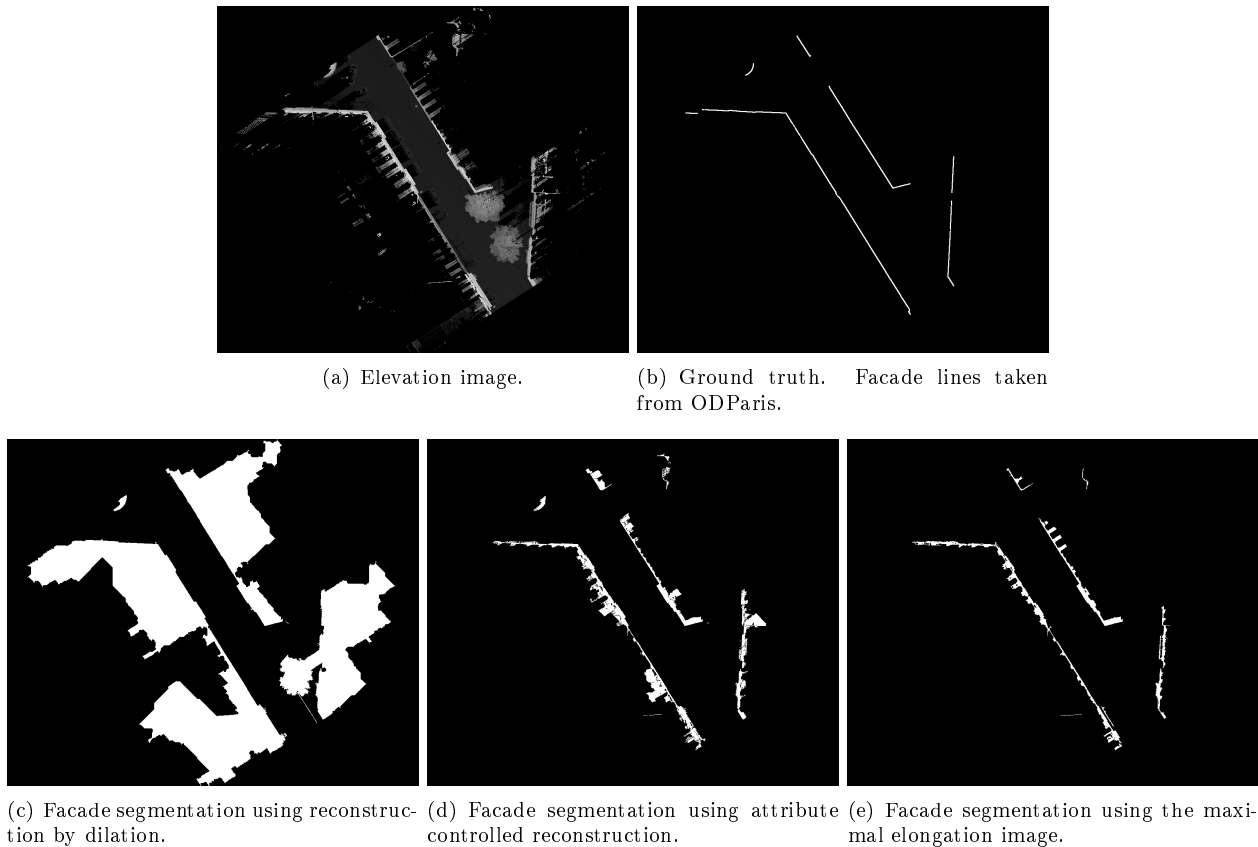 (a) Elevation image.
(b) Ground truth. Facade lines taken
from ODParis.
(c) Facade segmentation using reconstruc-
tion by dilation.
(d) Facade segmentation using attribute
controlled reconstruction.
(e) Facade segmentation using the maxi-
mal elongation image.